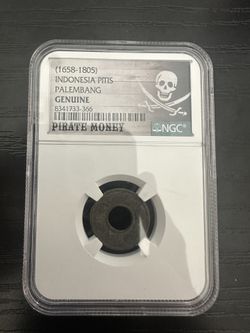 (1658-1805)
INDONESIA PITIS
PALEMBANG
GENUINE
8341933-366
NGC®
PIRATE MONEY